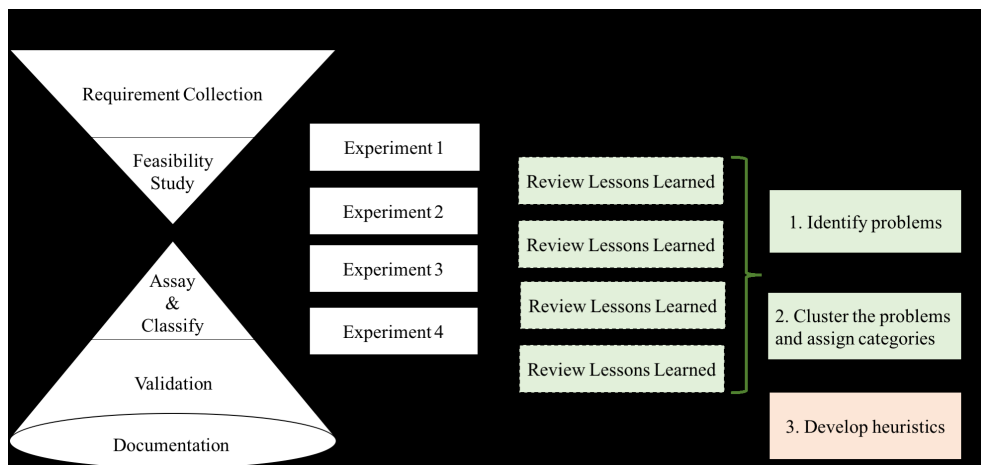 Requirement Collection
Feasibility
Study
Assay
&
Classify
Validation
Documentation
Experiment 1
Experiment 2
Experiment 3
Experiment 4
Review Lessons Learned
Review Lessons Learned
Review Lessons Learned
Review Lessons Learned
1. Identify problems
2. Cluster the problems
and assign categories
3. Develop heuristics